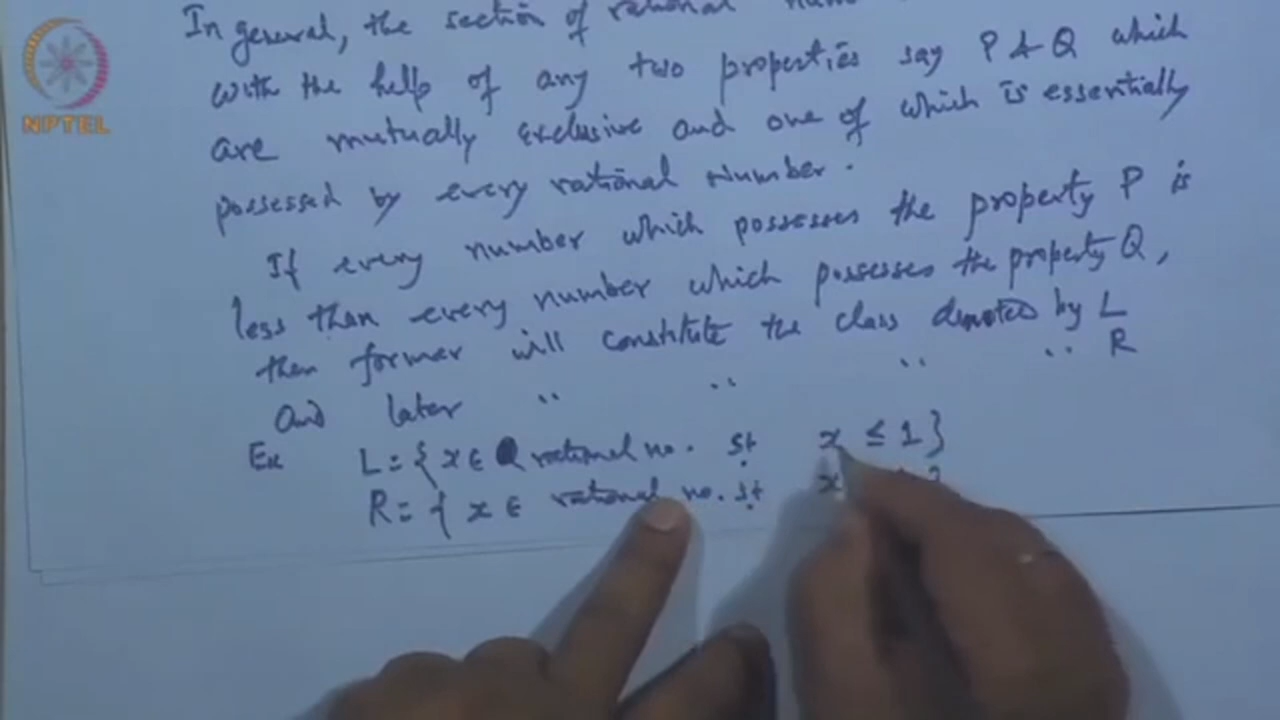 NPTEL
In general, the section of rational
with the help of any two properties say P & Q which
are mutually exclusive and one of which is essentially
possessed by every rational Number.
If every number which possesses the property P is
less than every number which possesses the property Q,
then former will constitute the class denoted by L
And later " " " " R
Ex L = { x ∈ rational no. st x ≤ 1 }
R = { x ∈ rational no. st x